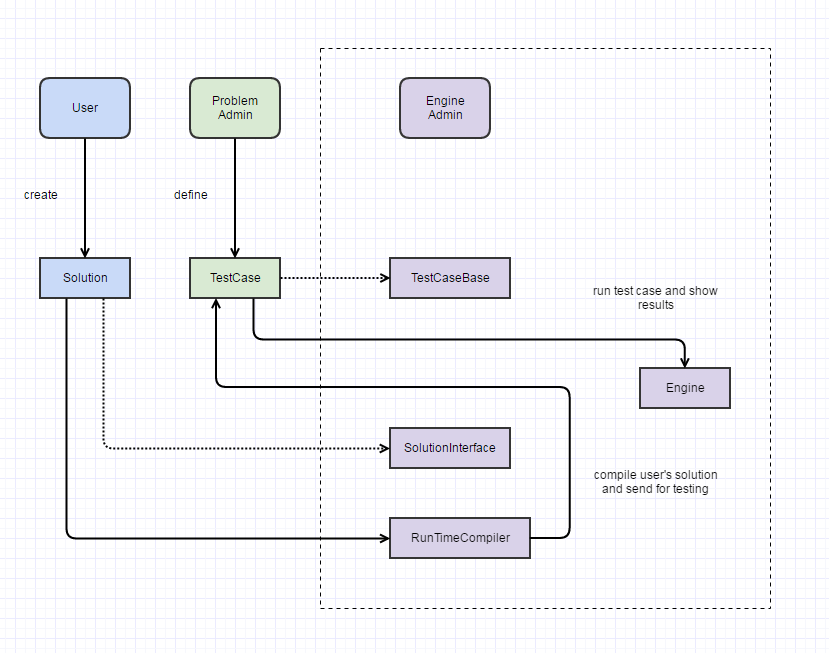 User
Problem
Admin
Engine
Admin
create
define
Solution
TestCase
TestCaseBase
run test case and show
results
Engine
SolutionInterface
compile user's solution
and send for testing
RunTimeCompiler